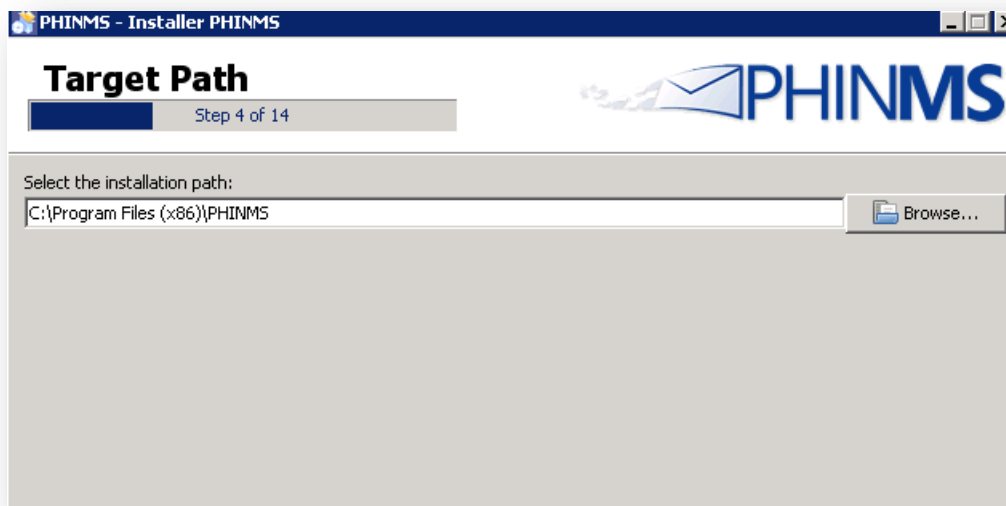 PHINMS - Installer PHINMS
Target Path
PHINMS
Step 4 of 14
Select the installation path:
C:\Program Files (x86)\PHINMS
Browse...